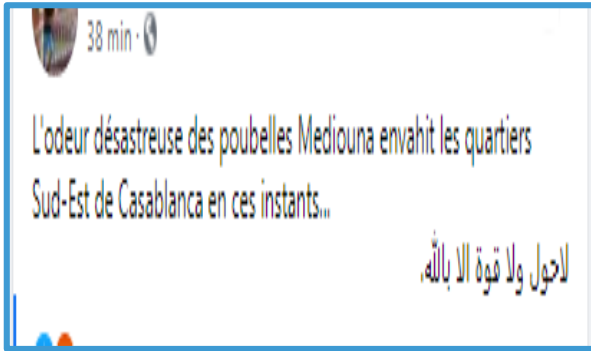 38 min ·
L'odeur désastreuse des poubelles Mediouna envahit les quartiers
Sud-Est de Casablanca en ces instants...
لاحول ولا قوة الا بالله،